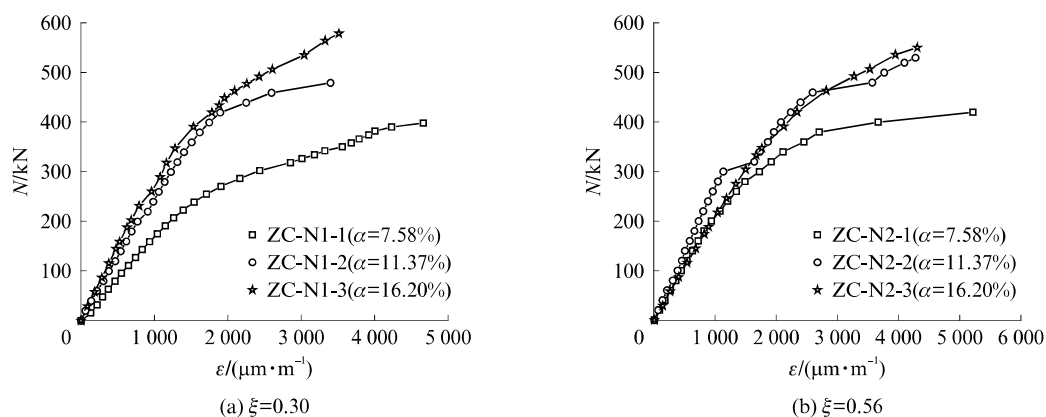 600
500
400
300
200
100
0
N/kN
ZC-N1-1(α=7.58%)
ZC-N1-2(α=11.37%)
ZC-N1-3(α=16.20%)
1 000 2 000 3 000 4 000 5 000
ε/(μm·m⁻¹)
(a) ξ=0.30
600
500
400
300
200
100
0
N/kN
ZC-N2-1(α=7.58%)
ZC-N2-2(α=11.37%)
ZC-N2-3(α=16.20%)
1 000 2 000 3 000 4 000 5 000 6 000
ε/(μm·m⁻¹)
(b) ξ=0.56